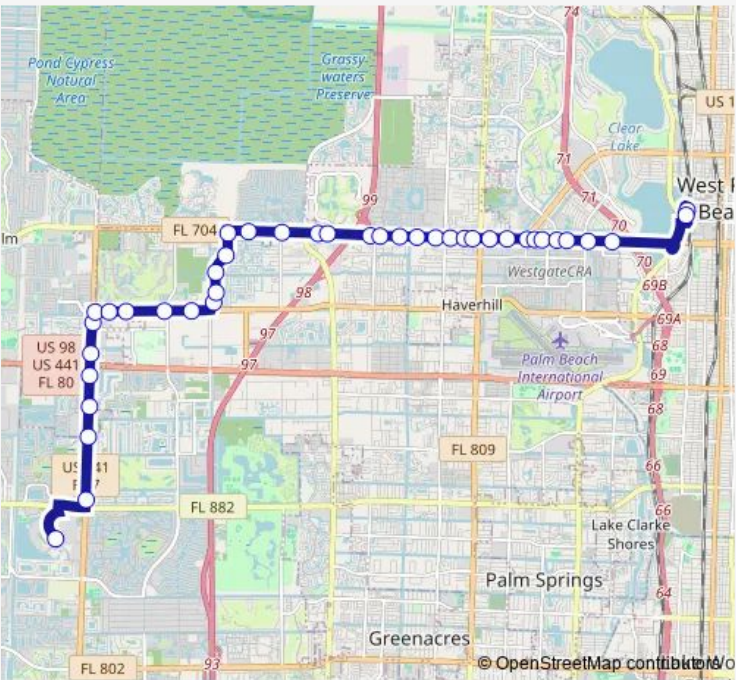 74
Pond Cypress
Natural
Area
Grassy
waters
Preserve
US 1
Clear
Lake
71
71
99
70
West
Bea
FL 704
lm
70
WestgateCRA
98
69B
Haverhill
69A
97
68
US 98
US 441
FL 80
97
Palm Beach
International
Airport
69
68
FL 809
66
US 41
FL 882
66
Lake Clarke
Shores
Palm Springs
64
Greenacres
FL 802
93
© OpenStreetMap contributors